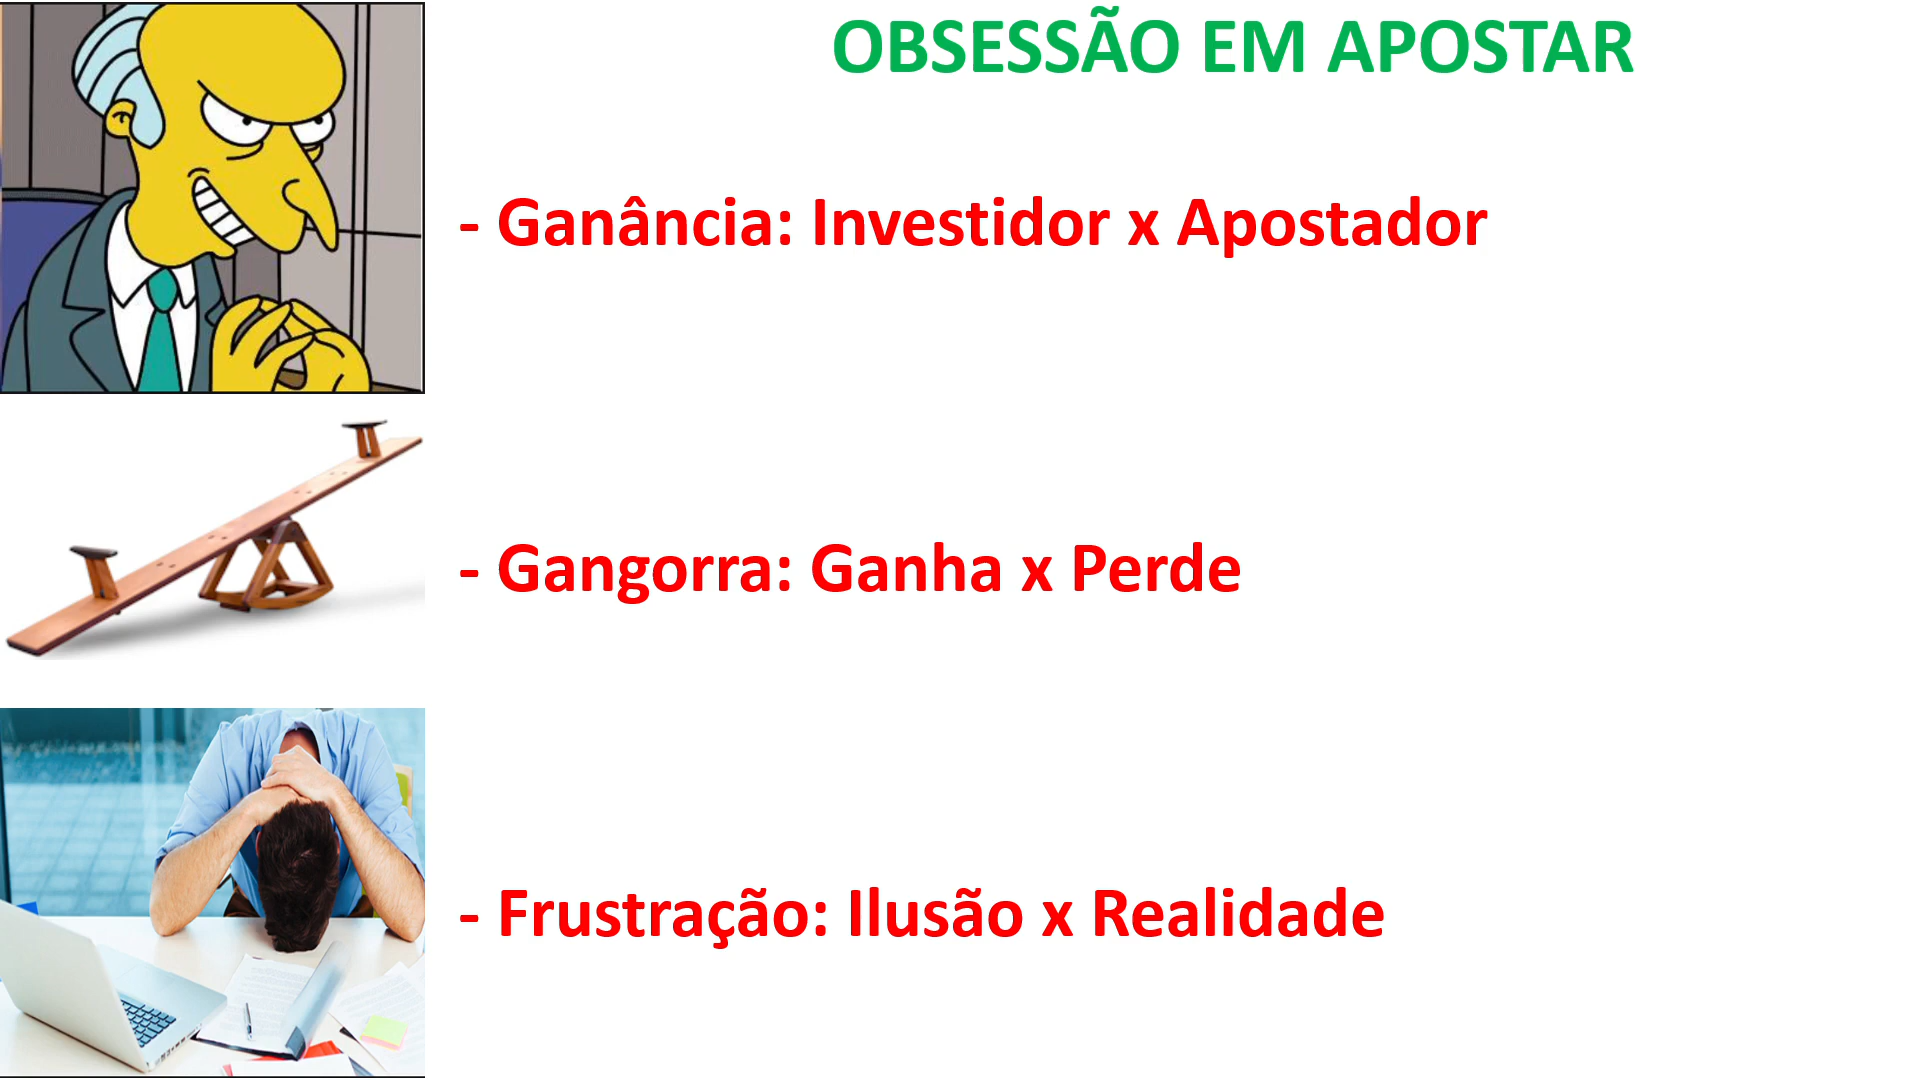 OBSESSÃO EM APOSTAR
- Ganância: Investidor x Apostador
- Gangorra: Ganha x Perde
- Frustração: Ilusão x Realidade